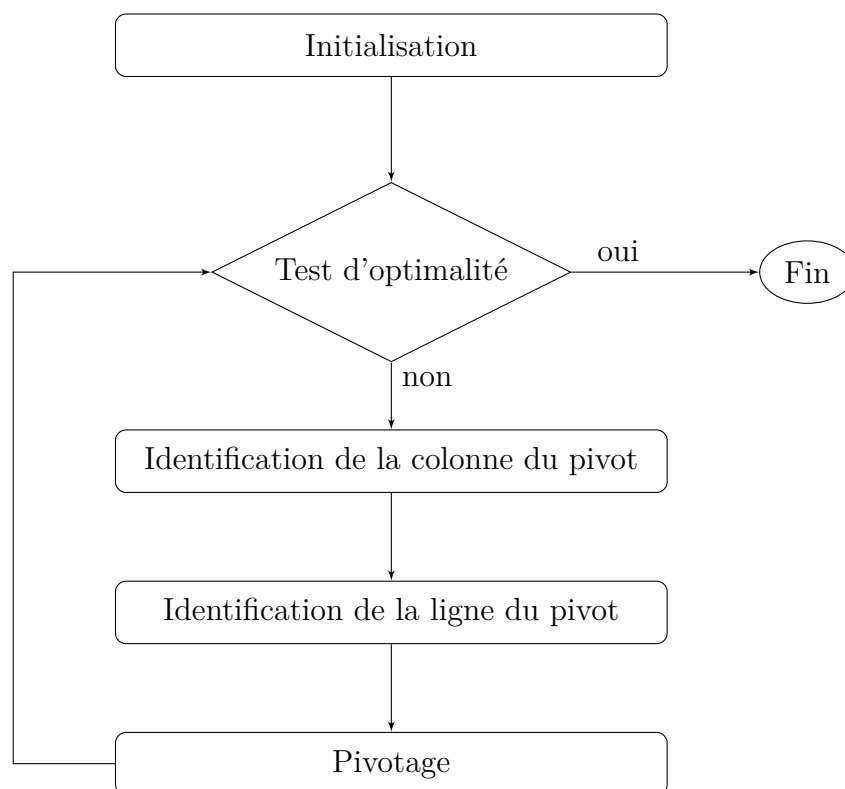 Initialisation
Test d'optimalité
oui
Fin
non
Identification de la colonne du pivot
Identification de la ligne du pivot
Pivotage